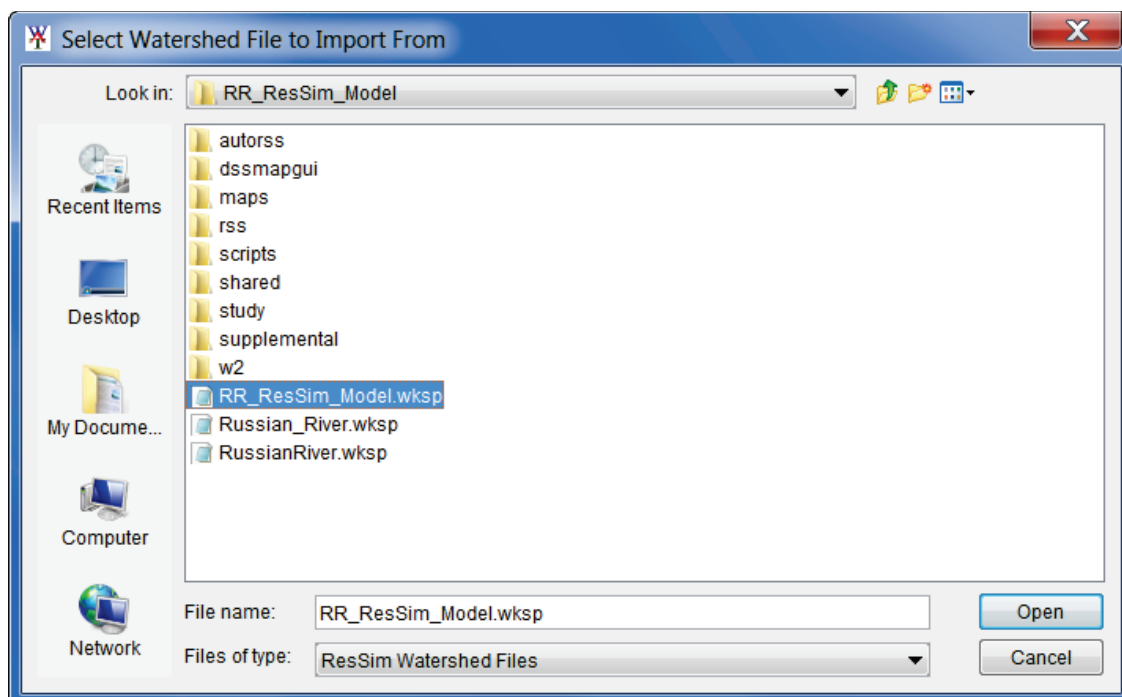 Select Watershed File to Import From
X
Look in: RR_ResSim_Model
Recent Items
Desktop
My Docume...
Computer
Network
autorss
dssmapgui
maps
rss
scripts
shared
study
supplemental
w2
RR_ResSim_Model.wksp
Russian_River.wksp
RussianRiver.wksp
File name: RR_ResSim_Model.wksp Open
Files of type: ResSim Watershed Files Cancel